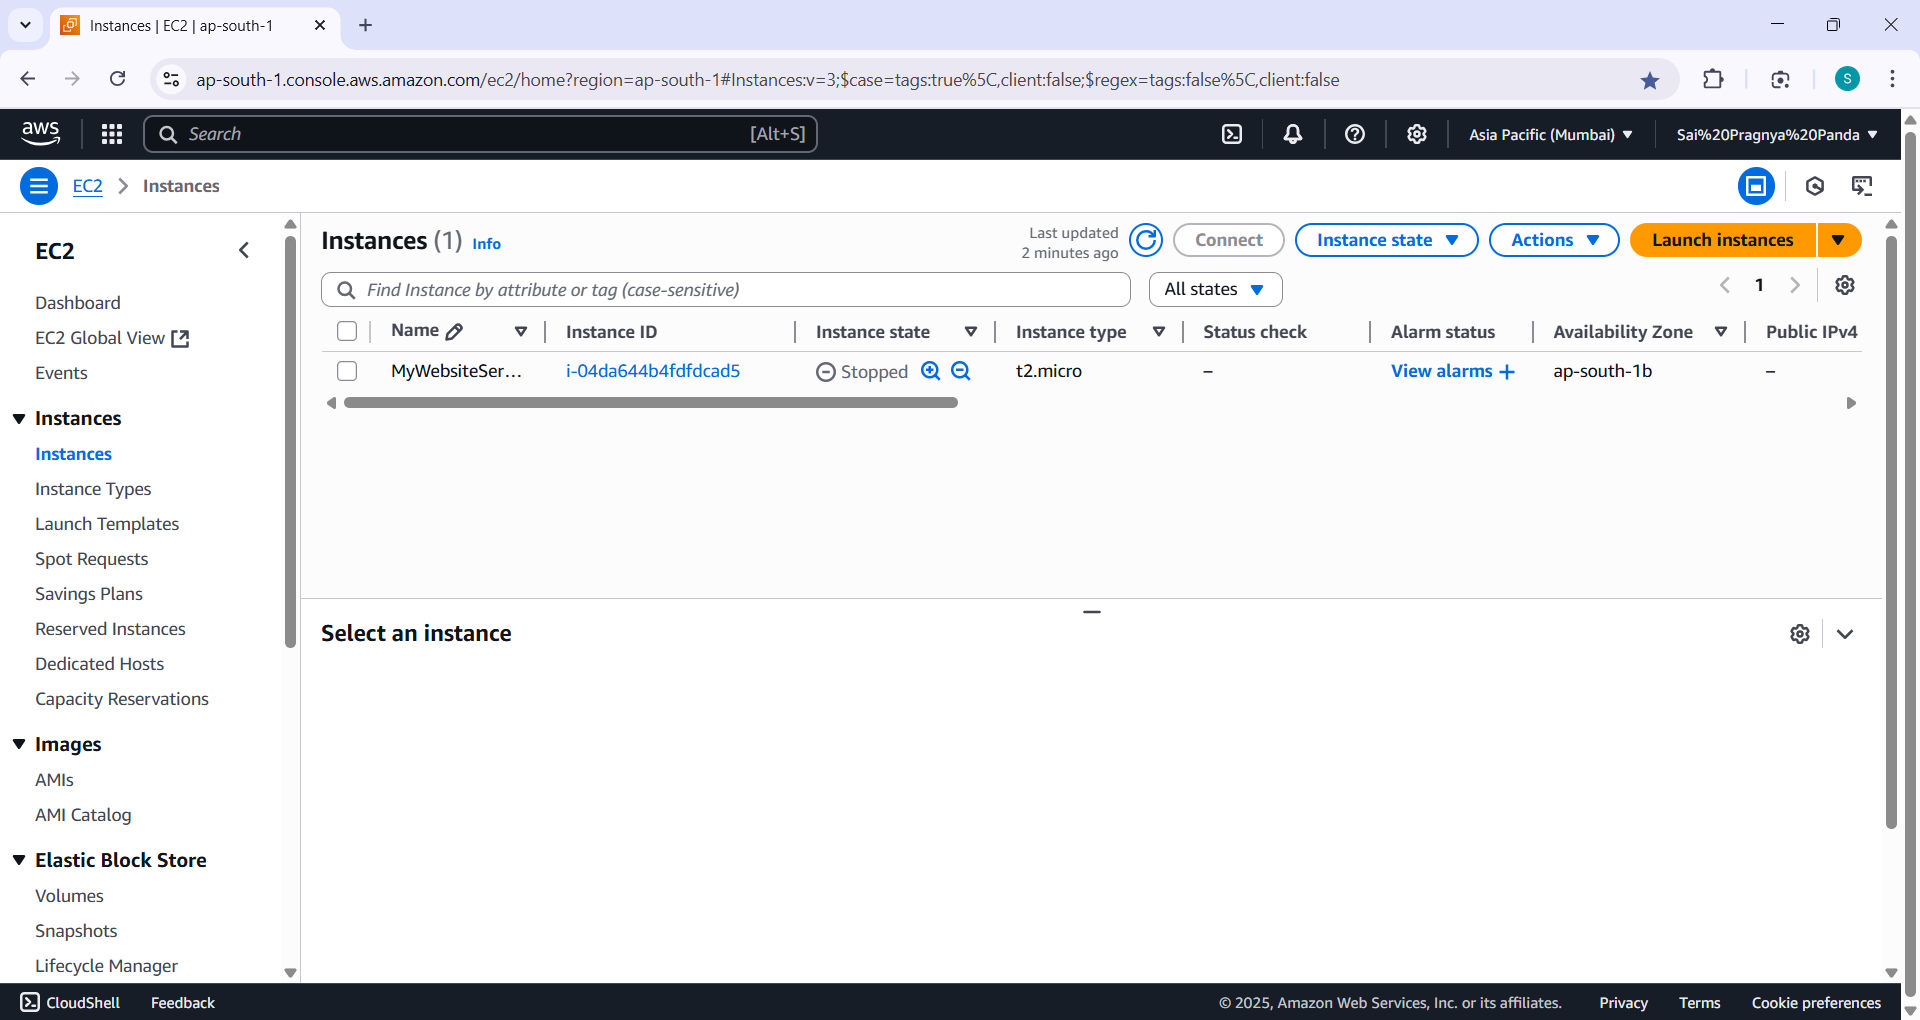 Instances | EC2 | ap-south-1
ap-south-1.console.aws.amazon.com/ec2/home?region=ap-south-1#Instances:v=3;$case=tags:true%5C,client:false;$regex=tags:false%5C,client:false
S
aws
Search [Alt+S]
Asia Pacific (Mumbai)
Sai%20Pragnya%20Panda
EC2 Instances
EC2
Dashboard
EC2 Global View
Events
Instances
Instances
Instance Types
Launch Templates
Spot Requests
Savings Plans
Reserved Instances
Dedicated Hosts
Capacity Reservations
Images
AMIs
AMI Catalog
Elastic Block Store
Volumes
Snapshots
Lifecycle Manager
Instances (1) Info
Last updated
2 minutes ago
Connect
Instance state
Actions
Launch instances
Find Instance by attribute or tag (case-sensitive)
All states
1
Name Instance ID Instance state Instance type Status check Alarm status Availability Zone Public IPv4
MyWebsiteSer... i-04da644b4fdfdcad5 Stopped t2.micro – View alarms + ap-south-1b –
Select an instance
CloudShell Feedback © 2025, Amazon Web Services, Inc. or its affiliates. Privacy Terms Cookie preferences